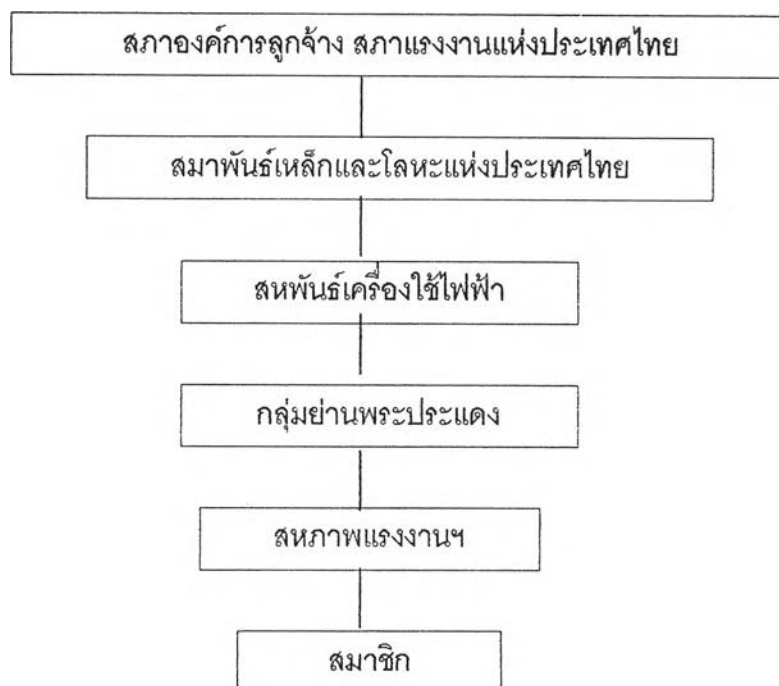 สภาองค์การลูกจ้าง สภาแรงงานแห่งประเทศไทย
สมาพันธ์เหล็กและโลหะแห่งประเทศไทย
สหพันธ์เครื่องใช้ไฟฟ้า
กลุ่มย่านพระประแดง
สหภาพแรงงานฯ
สมาชิก